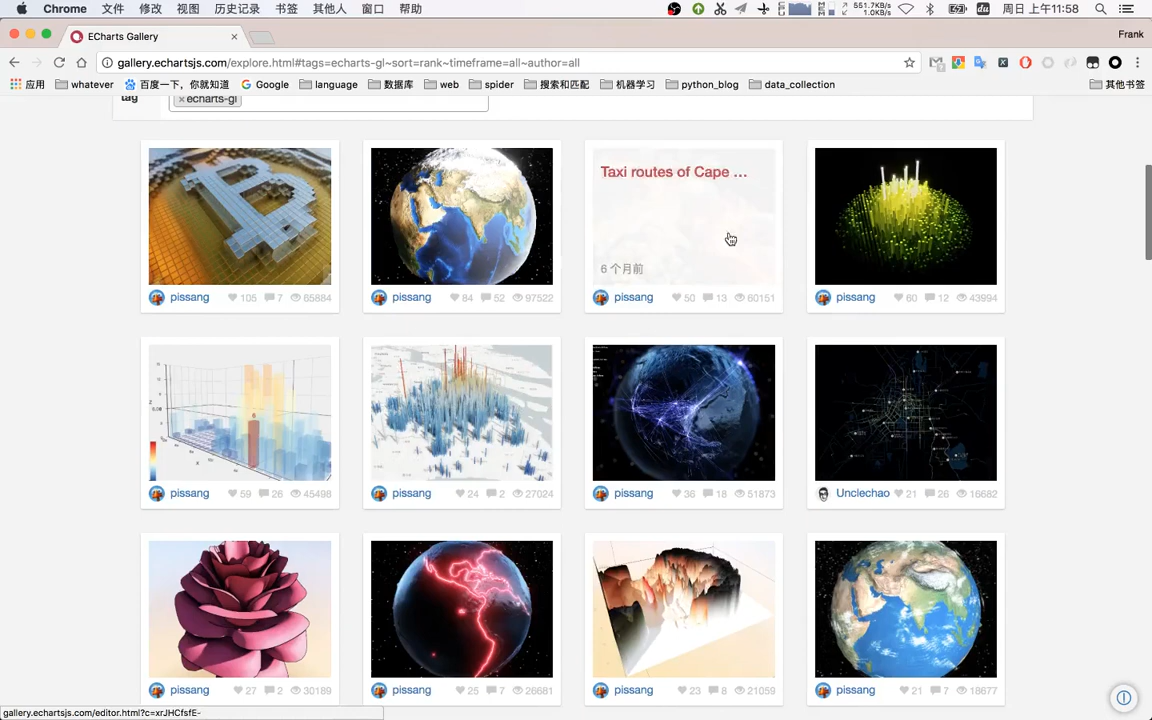 Chrome 文件 修改 视图 历史记录 书签 其他人 窗口 帮助 551.7KB/s 1.0KB/s du 周日 上午11:58
ECharts Gallery
Frank
gallery.echartsjs.com/explore.html#tags=echarts-gl~sort=rank~timeframe=all~author=all
应用 whatever 百度一下，你就知道 Google language 数据库 web spider 搜索和匹配 机器学习 python_blog data_collection 其他书签
tag ×echarts-gl
Taxi routes of Cape ...
6 个月前
pissang 105 7 65884
pissang 84 52 97522
pissang 50 13 60151
pissang 60 12 43994
pissang 59 26 45498
pissang 24 2 27024
pissang 36 18 51873
Unclechao 21 26 16682
pissang 27 2 30189
pissang 25 7 26681
pissang 23 8 21059
pissang 21 7 18677
gallery.echartsjs.com/editor.html?c=xrJHCfsfE-